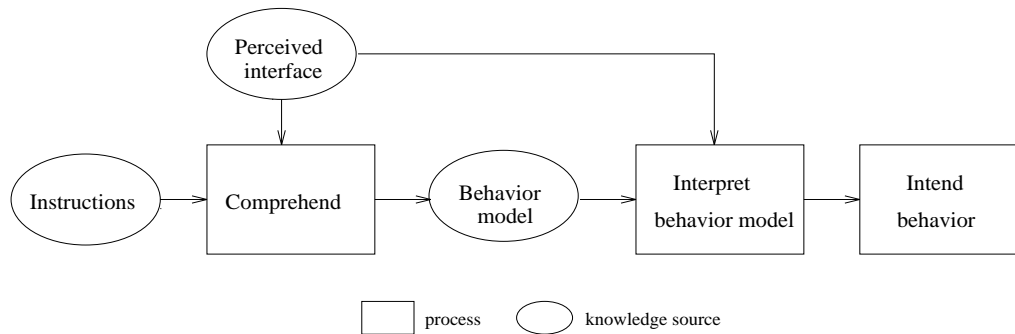 Perceived
interface
Instructions
Comprehend
Behavior
model
Interpret
behavior model
Intend
behavior
process
knowledge source